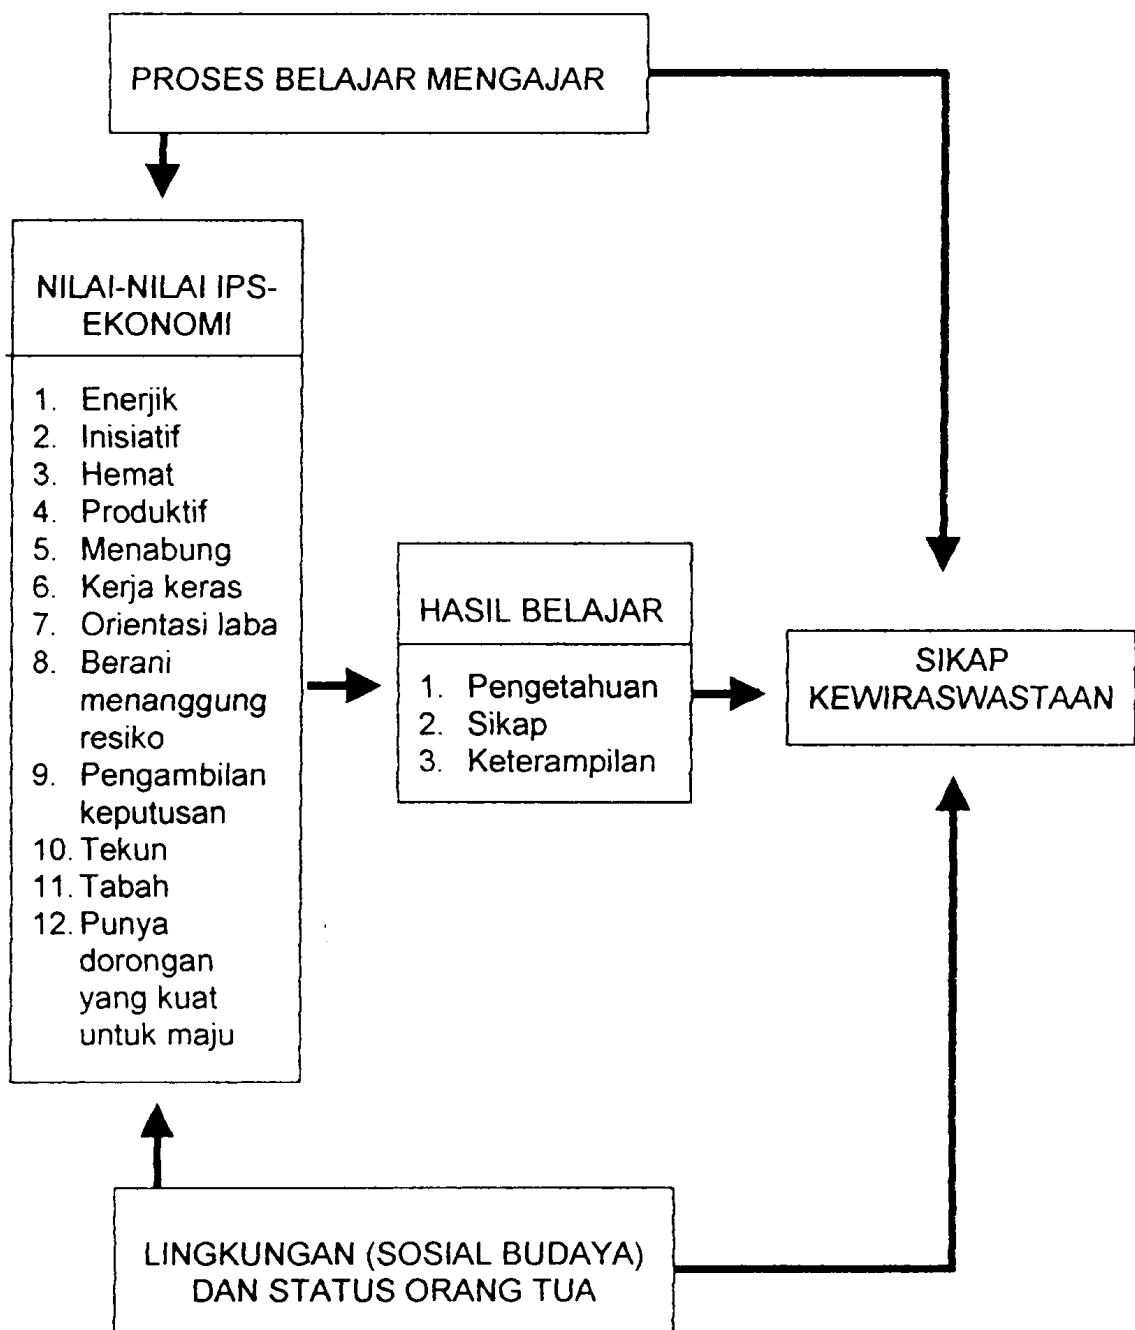 PROSES BELAJAR MENGAJAR
NILAI-NILAI IPS-
EKONOMI
1. Enerjik
2. Inisiatif
3. Hemat
4. Produktif
5. Menabung
6. Kerja keras
7. Orientasi laba
8. Berani
menanggung
resiko
9. Pengambilan
keputusan
10. Tekun
11. Tabah
12. Punya
dorongan
yang kuat
untuk maju
HASIL BELAJAR
1. Pengetahuan
2. Sikap
3. Keterampilan
SIKAP
KEWIRASWASTAAN
LINGKUNGAN (SOSIAL BUDAYA)
DAN STATUS ORANG TUA